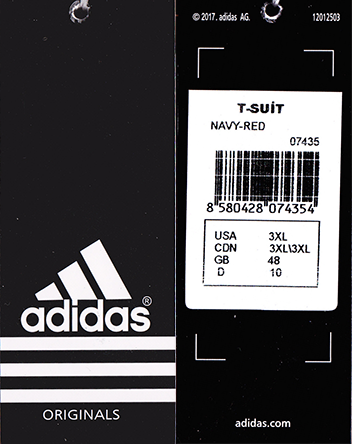 adidas®
ORIGINALS
© 2017. adidas AG. 12012503
T-SUİT
NAVY-RED
07435
8 580428 074354
USA 3XL
CDN 3XL\3XL
GB 48
D 10
adidas.com